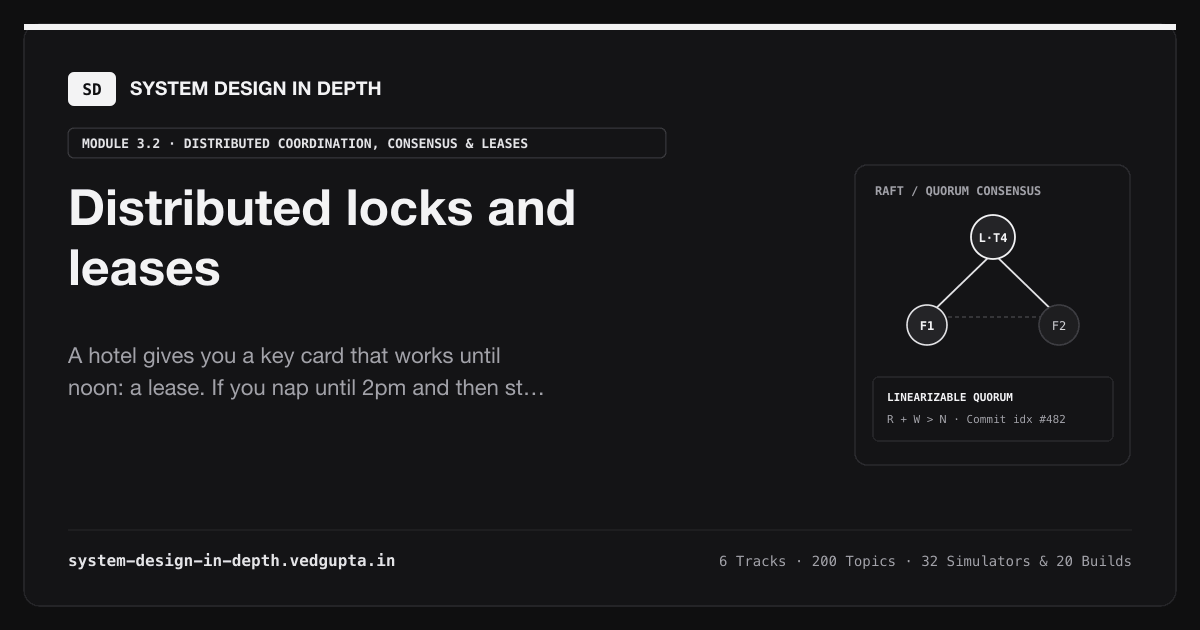 SD
SYSTEM DESIGN IN DEPTH
MODULE 3.2 · DISTRIBUTED COORDINATION, CONSENSUS & LEASES
Distributed locks and
leases
A hotel gives you a key card that works until
noon: a lease. If you nap until 2pm and then st...
RAFT / QUORUM CONSENSUS
L·T4
F1
F2
LINEARIZABLE QUORUM
R + W > N · Commit idx #482
system-design-in-depth.vedgupta.in
6 Tracks · 200 Topics · 32 Simulators & 20 Builds